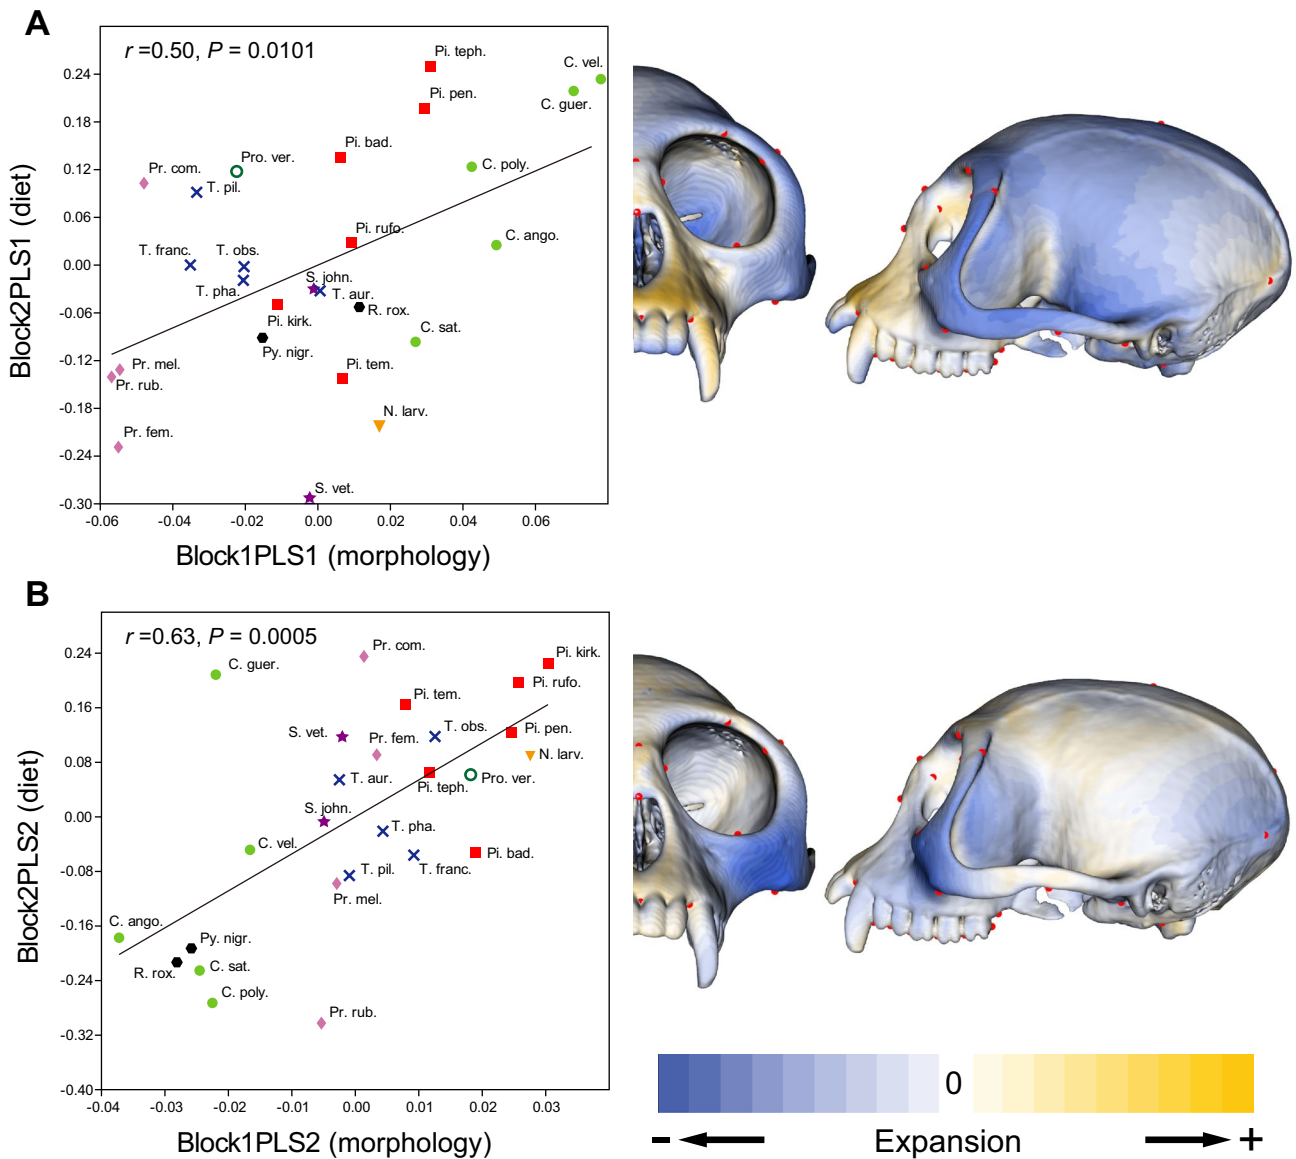 A
r =0.50, P = 0.0101
Pi. teph.
C. vel.
0.24
Pi. pen.
C. guer.
0.18
Pi. bad.
Pro. ver.
C. poly.
0.12
Pr. com.
T. pil.
0.06
Pi. rufo.
C. ango.
T. franc.
T. obs.
0.00
S. john.
T. pha.
T. aur.
R. rox.
-0.06
Pi. kirk.
C. sat.
Py. nigr.
-0.12
Pr. mel.
Pi. tem.
Pr. rub.
-0.18
N. larv.
Pr. fem.
-0.24
S. vet.
-0.30
-0.06
-0.04
-0.02
0.00
0.02
0.04
0.06
Block2PLS1 (diet)
Block1PLS1 (morphology)
B
r =0.63, P = 0.0005
Pr. com.
Pi. kirk.
0.24
C. guer.
Pi. rufo.
Pi. tem.
0.16
S. vet.
Pr. fem.
T. obs.
Pi. pen.
N. larv.
0.08
T. aur.
Pi. teph.
Pro. ver.
S. john.
0.00
T. pha.
C. vel.
Pi. bad.
-0.08
T. pil.
T. franc.
Pr. mel.
C. ango.
-0.16
Py. nigr.
R. rox.
C. sat.
-0.24
C. poly.
Pr. rub.
-0.32
-0.40
-0.04
-0.03
-0.02
-0.01
0.00
0.01
0.02
0.03
Block2PLS2 (diet)
Block1PLS2 (morphology)
0
- Expansion +